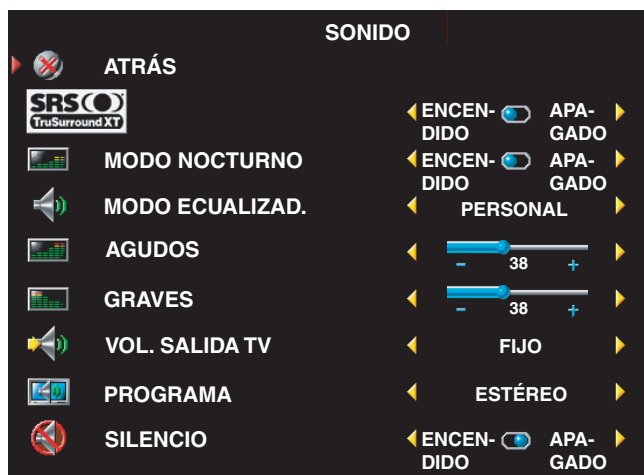 SONIDO
ATRÁS
SRS
TruSurround XT
ENCEN- APA-
DIDO GADO
MODO NOCTURNO
ENCEN- APA-
DIDO GADO
MODO ECUALIZAD.
PERSONAL
AGUDOS
- 38 +
GRAVES
- 38 +
VOL. SALIDA TV
FIJO
PROGRAMA
ESTÉREO
SILENCIO
ENCEN- APA-
DIDO GADO